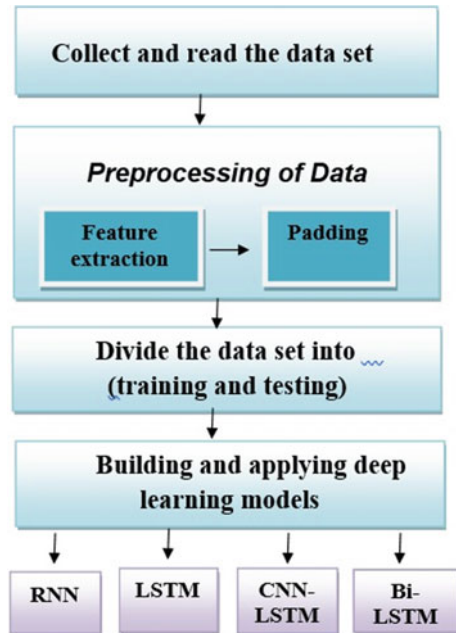 Collect and read the data set
Preprocessing of Data
Feature
extraction
Padding
Divide the data set into
(training and testing)
Building and applying deep
learning models
RNN
LSTM
CNN-
LSTM
Bi-
LSTM